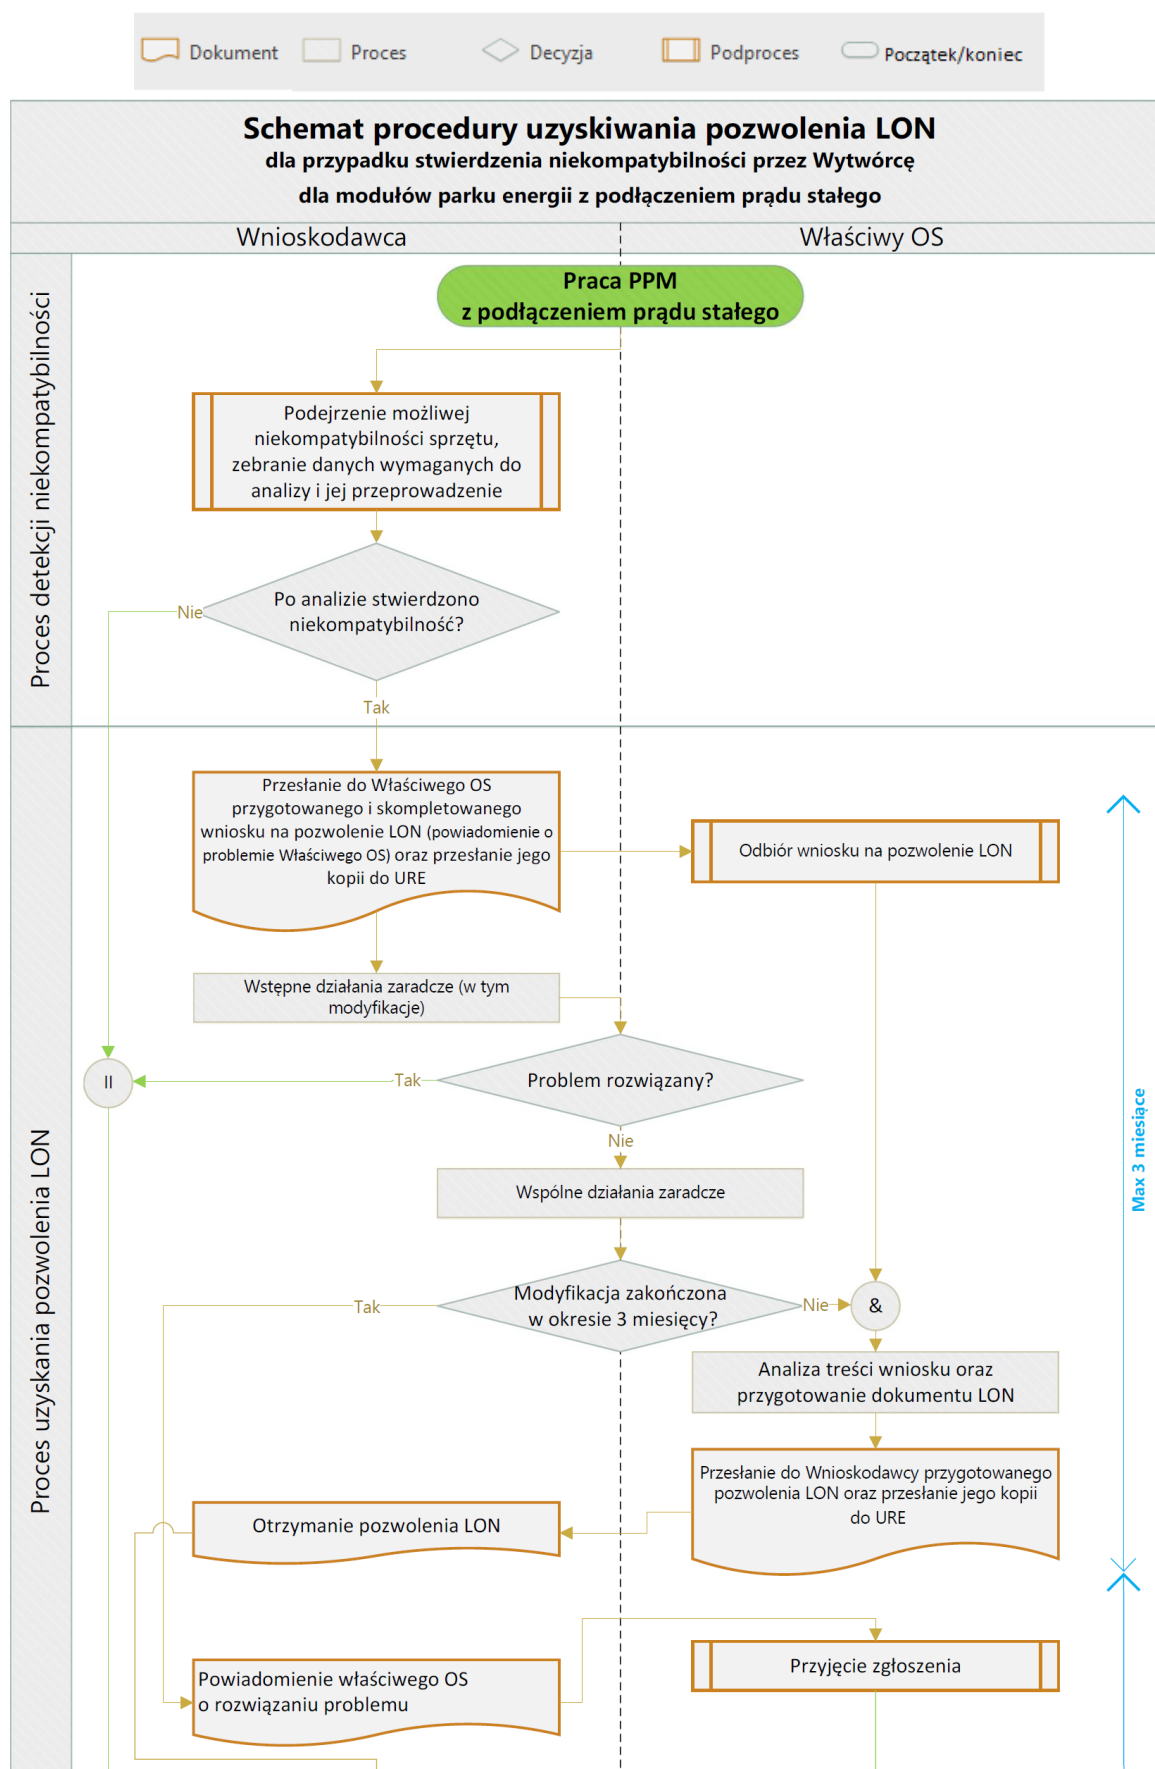 Dokument
Proces
Decyzja
Podproces
Początek/koniec
Schemat procedury uzyskiwania pozwolenia LON
dla przypadku stwierdzenia niekompatybilności przez Wytwórcę
dla modułów parku energii z podłączeniem prądu stałego
Wnioskodawca
Właściwy OS
Proces detekcji niekompatybilności
Praca PPM
z podłączeniem prądu stałego
Podejrzenie możliwej
niekompatybilności sprzętu,
zebranie danych wymaganych do
analizy i jej przeprowadzenie
Po analizie stwierdzono
niekompatybilność?
Nie
Tak
Proces uzyskania pozwolenia LON
Przesłanie do Właściwego OS
przygotowanego i skompletowanego
wniosku na pozwolenie LON (powiadomienie o
problemie Właściwego OS) oraz przesłanie jego
kopii do URE
Odbiór wniosku na pozwolenie LON
Wstępne działania zaradcze (w tym
modyfikacje)
Problem rozwiązany?
Tak
II
Nie
Max 3 miesiące
Wspólne działania zaradcze
Modyfikacja zakończona
w okresie 3 miesięcy?
Tak
Nie
&
Analiza treści wniosku oraz
przygotowanie dokumentu LON
Przesłanie do Wnioskodawcy przygotowanego
pozwolenia LON oraz przesłanie jego kopii
do URE
Otrzymanie pozwolenia LON
Powiadomienie właściwego OS
o rozwiązaniu problemu
Przyjęcie zgłoszenia